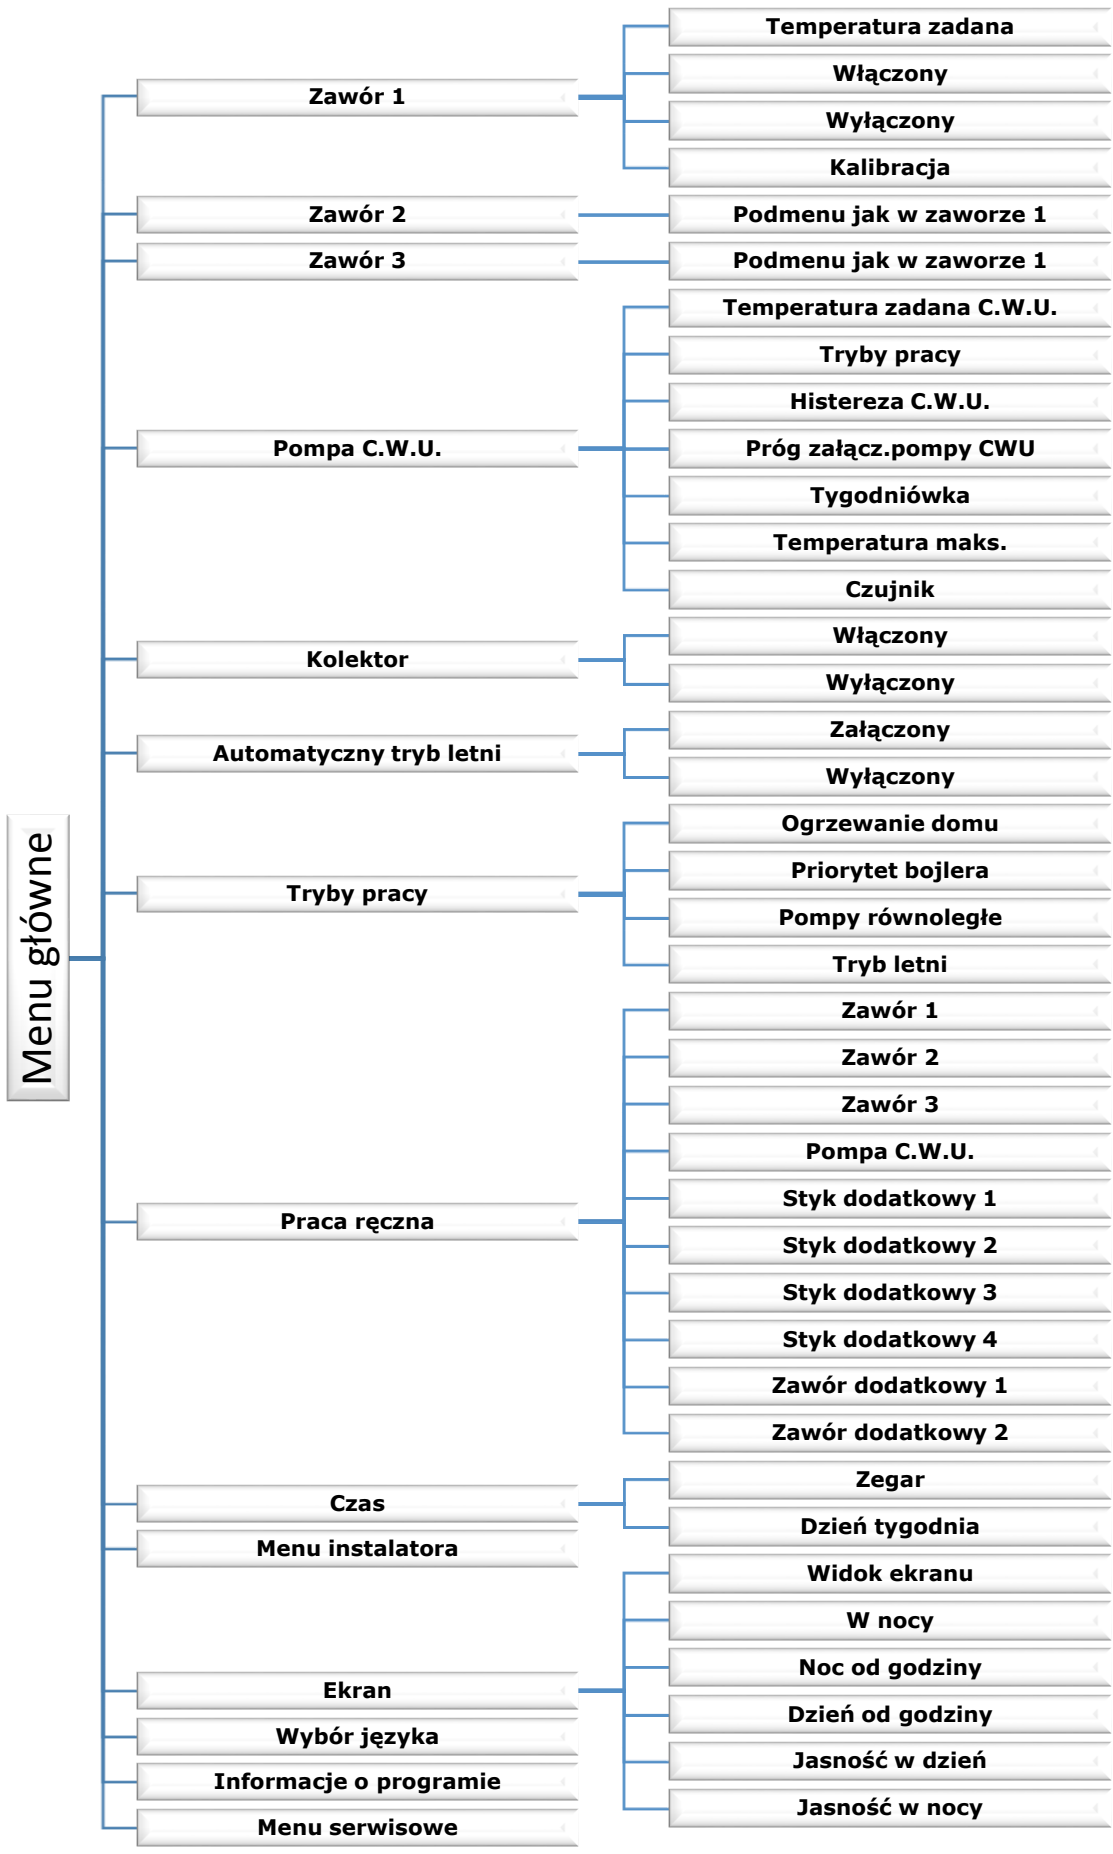 Menu główne
Zawór 1
Temperatura zadana
Włączony
Wyłączony
Kalibracja
Zawór 2
Podmenu jak w zaworze 1
Zawór 3
Podmenu jak w zaworze 1
Pompa C.W.U.
Temperatura zadana C.W.U.
Tryby pracy
Histereza C.W.U.
Próg załącz.pompy CWU
Tygodniówka
Temperatura maks.
Czujnik
Kolektor
Włączony
Wyłączony
Automatyczny tryb letni
Załączony
Wyłączony
Tryby pracy
Ogrzewanie domu
Priorytet bojlera
Pompy równoległe
Tryb letni
Praca ręczna
Zawór 1
Zawór 2
Zawór 3
Pompa C.W.U.
Styk dodatkowy 1
Styk dodatkowy 2
Styk dodatkowy 3
Styk dodatkowy 4
Zawór dodatkowy 1
Zawór dodatkowy 2
Czas
Zegar
Dzień tygodnia
Menu instalatora
Ekran
Widok ekranu
W nocy
Noc od godziny
Dzień od godziny
Jasność w dzień
Jasność w nocy
Wybór języka
Informacje o programie
Menu serwisowe